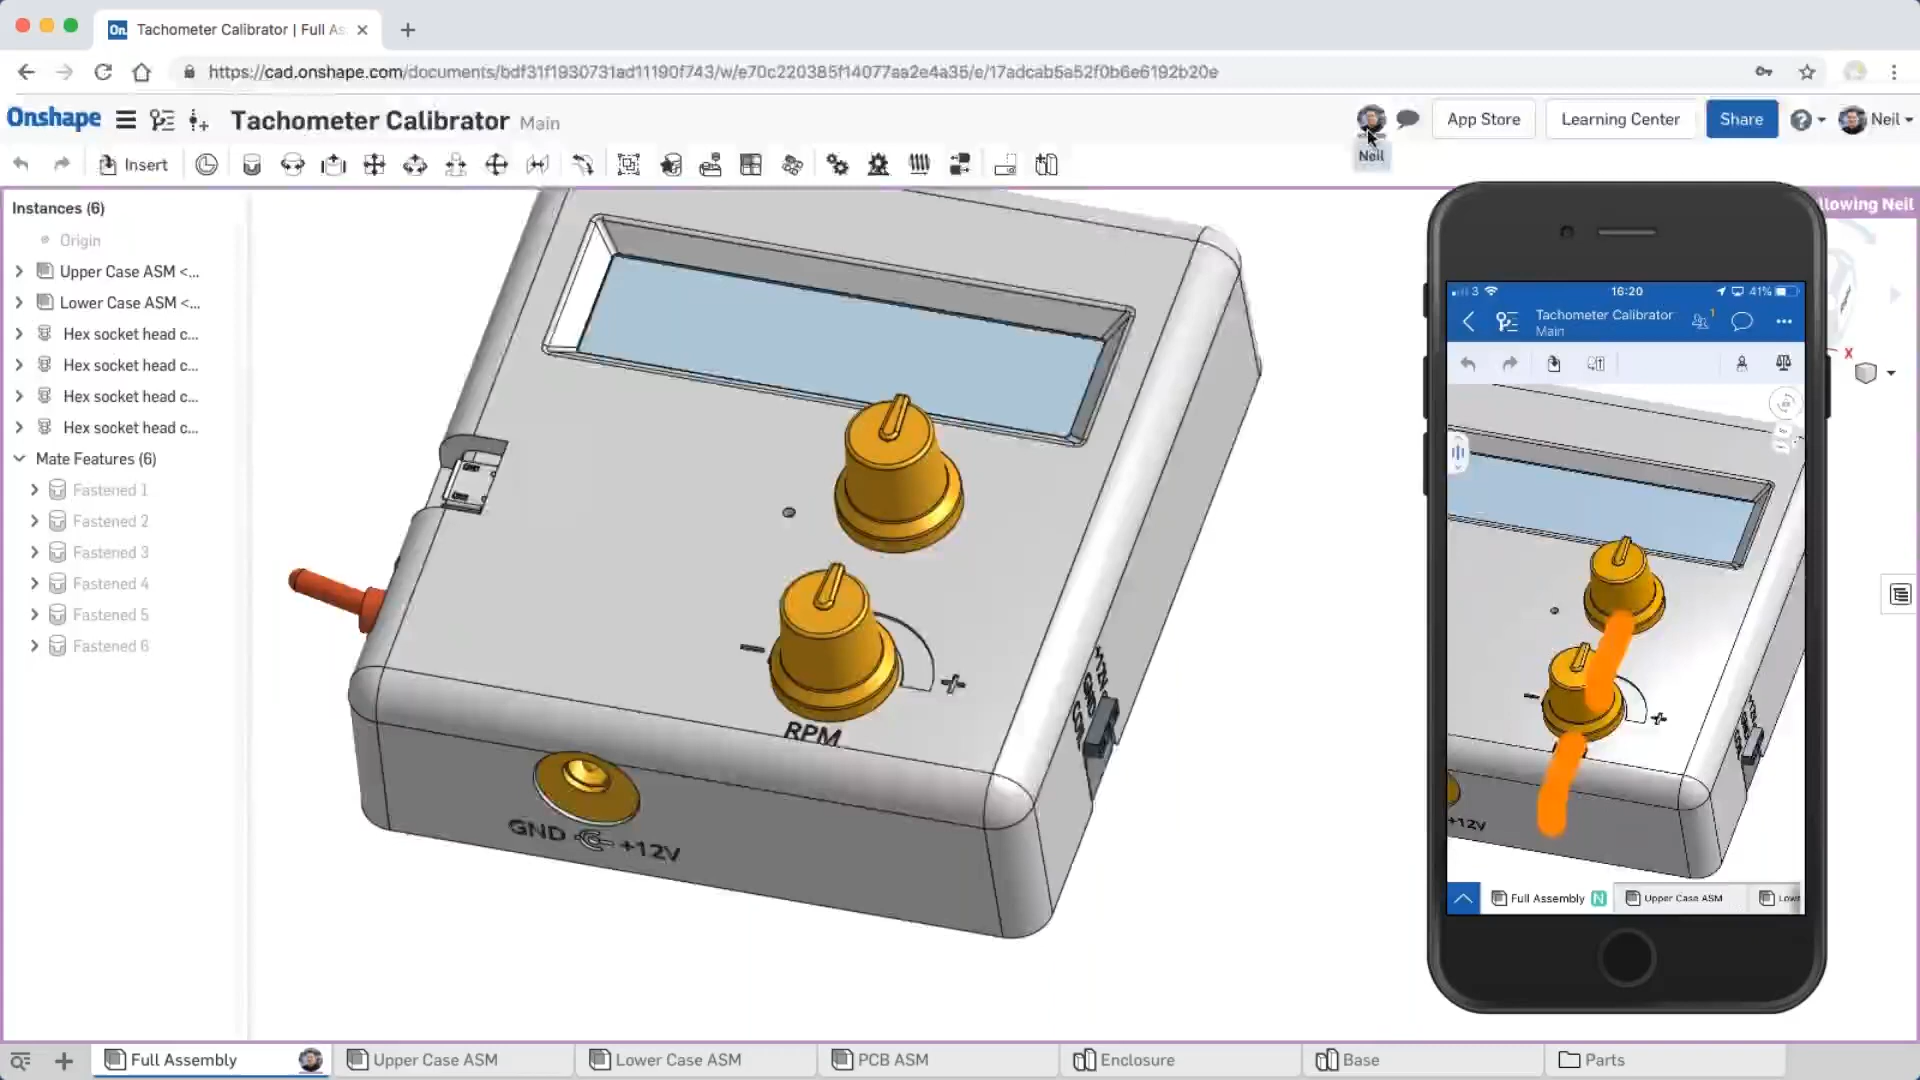 Tachometer Calibrator | Full As
https://cad.onshape.com/documents/bdf31f1930731ad11190f743/w/e70c220385f14077aa2e4a35/e/17adcab5a52f0b6e6192b20e
Onshape
Tachometer Calibrator Main
App Store
Learning Center
Share
Neil
Neil
Insert
Instances (6)
Origin
Upper Case ASM <...
Lower Case ASM <...
Hex socket head c...
Hex socket head c...
Hex socket head c...
Hex socket head c...
Mate Features (6)
Fastened 1
Fastened 2
Fastened 3
Fastened 4
Fastened 5
Fastened 6
RPM
GND +12V
llowing Neil
X
3 16:20 41%
Tachometer Calibrator
Main
1
+12V
Full Assembly N
Upper Case ASM
Low
Full Assembly
Upper Case ASM
Lower Case ASM
PCB ASM
Enclosure
Base
Parts